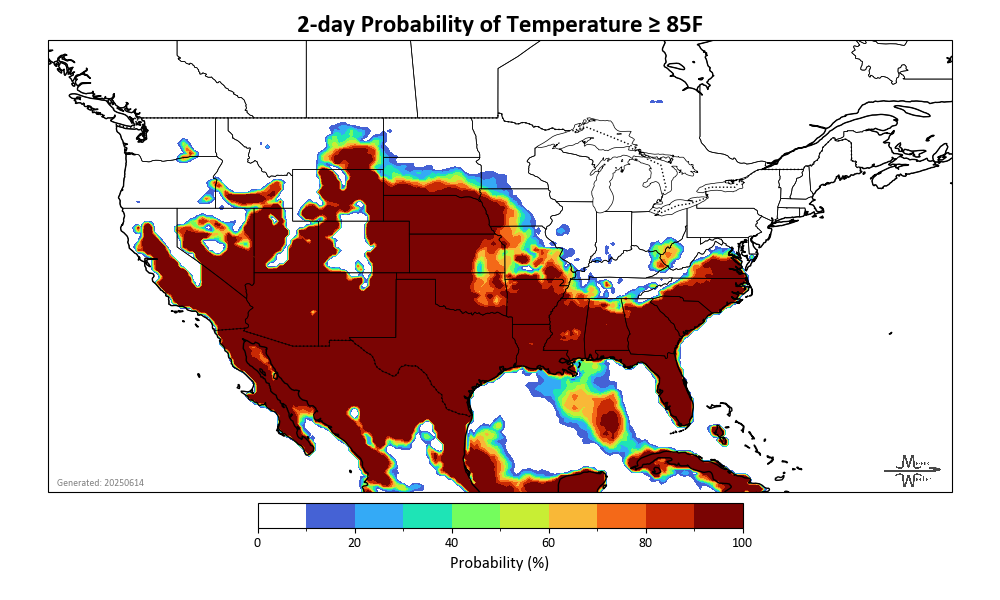 2-day Probability of Temperature ≥ 85F
Generated: 20250614
0 20 40 60 80 100
Probability (%)